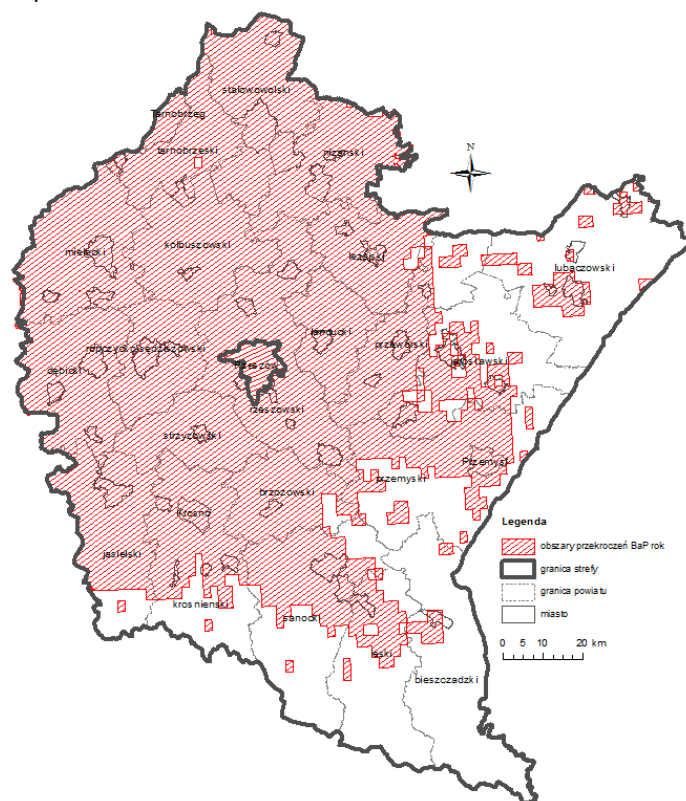 stalowowolski
Tarnobrzeg
tarnobrzeski
niżański
N
mielecki
kolbuszowski
leżajski
lubaczowski
ropczycko-sędziszowski
łańcucki
przeworski
jarosławski
dębicki
Rzeszów
rzeszowski
strzyżowski
Przemyśl
przemyski
brzozowski
Krosno
jasielski
krośnieński
sanocki
leski
bieszczadzki
Legenda
obszary przekroczeń BaP rok
granica strefy
granica powiatu
miasto
0 5 10 20 km